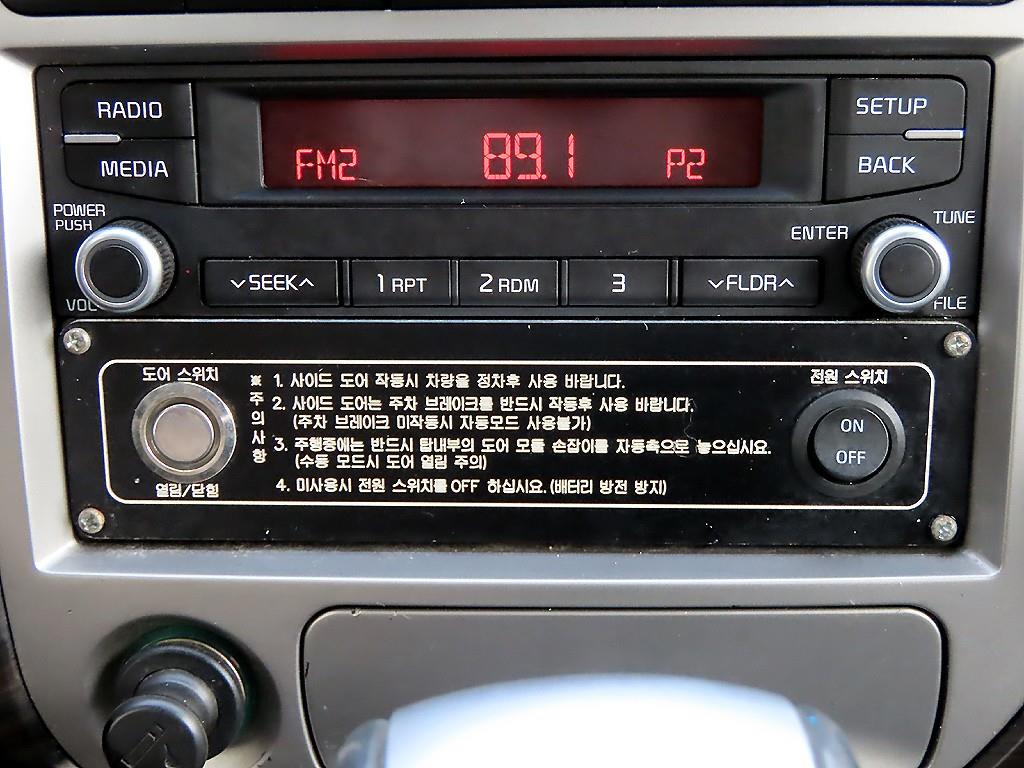 RADIO
SETUP
MEDIA
FM2 89.1 P2
BACK
POWER
PUSH
VOL
ENTER
TUNE
FILE
SEEK
1 RPT
2 RDM
3
FLDR
도어 스위치
열림/닫힘
※주의사항
1. 사이드 도어 작동시 차량을 정차후 사용 바랍니다.
2. 사이드 도어는 주차 브레이크를 반드시 작동후 사용 바랍니다.
(주차 브레이크 미작동시 자동모드 사용불가)
3. 주행중에는 반드시 탑내부의 도어 모듈 손잡이를 자동측으로 놓으십시요.
(수동 모드시 도어 열림 주의)
4. 미사용시 전원 스위치를 OFF 하십시요. (배터리 방전 방지)
전원 스위치
ON
OFF